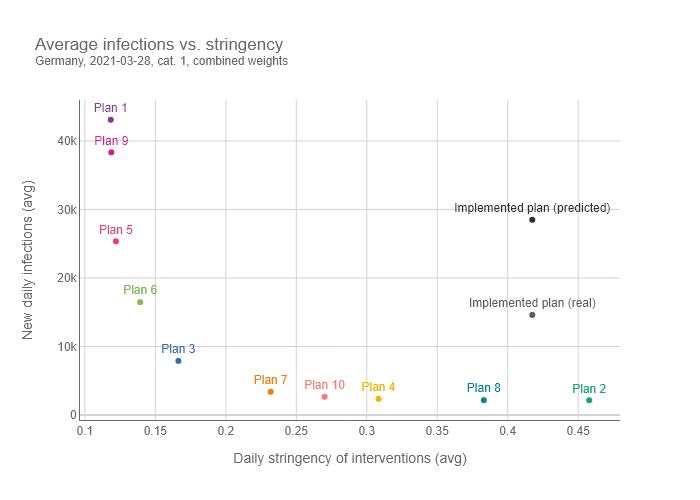 Average infections vs. stringency
Germany, 2021-03-28, cat. 1, combined weights
Plan 1
40k
Plan 9
30k
Implemented plan (predicted)
Plan 5
New daily infections (avg)
20k
Plan 6
Implemented plan (real)
10k
Plan 3
Plan 7
Plan 10
Plan 4
Plan 8
Plan 2
0
0.1
0.15
0.2
0.25
0.3
0.35
0.4
0.45
Daily stringency of interventions (avg)